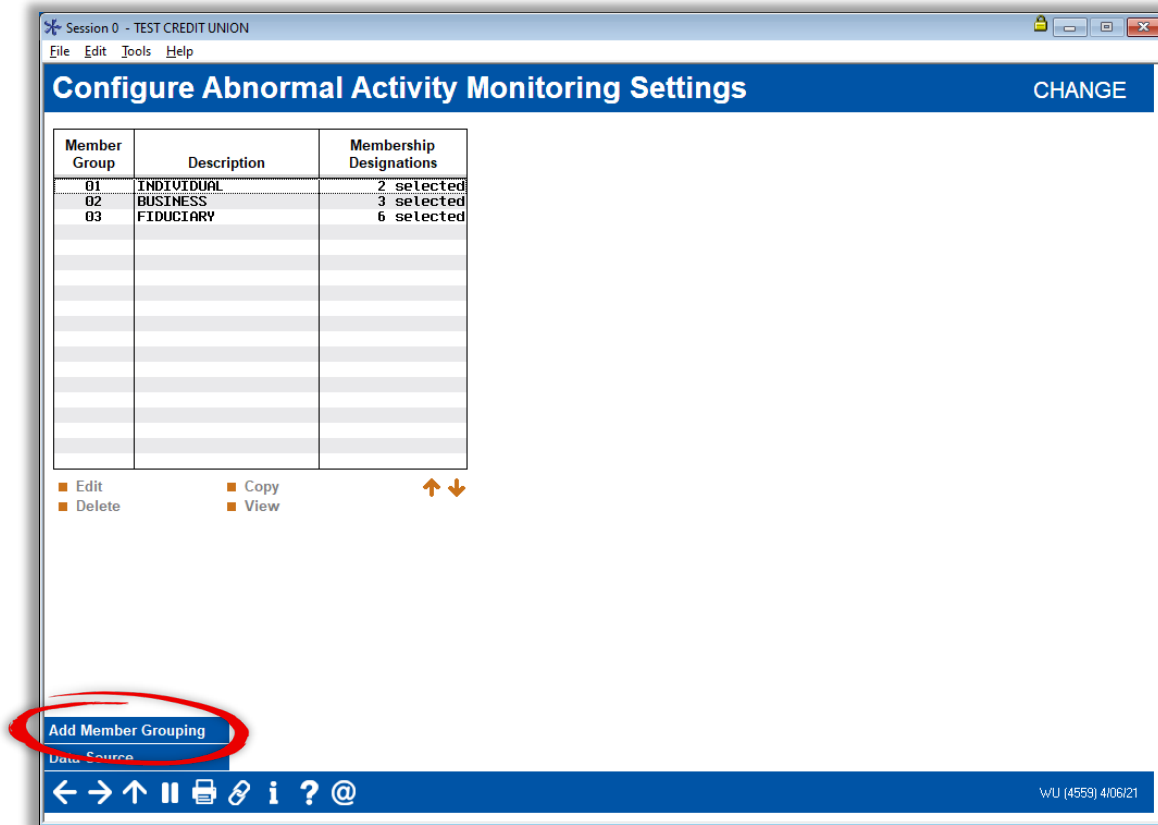 Session 0 - TEST CREDIT UNION
File Edit Tools Help
Configure Abnormal Activity Monitoring Settings CHANGE
Member Group Description Membership Designations
01 INDIVIDUAL 2 selected
02 BUSINESS 3 selected
03 FIDUCIARY 6 selected
Edit Copy
Delete View
Add Member Grouping
Data Source
WU (4559) 4/06/21